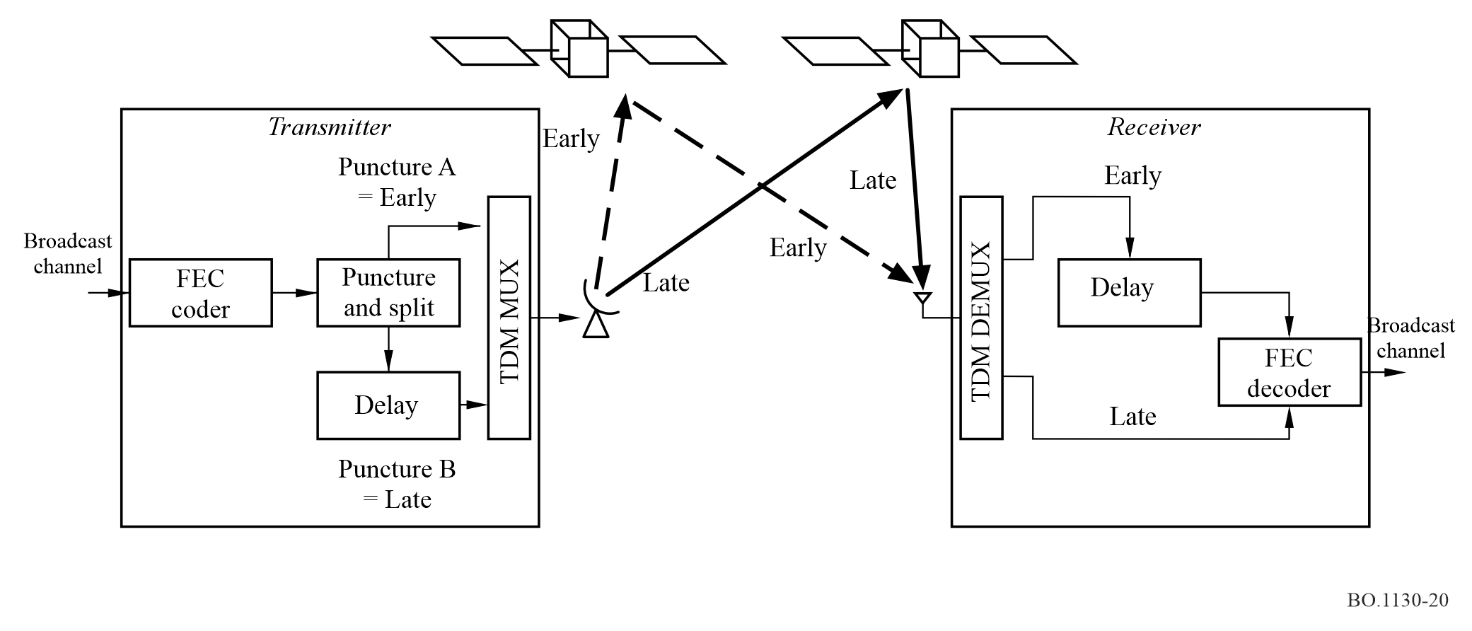 Transmitter
Puncture A
= Early
Broadcast
channel
FEC
coder
Puncture
and split
TDM MUX
Delay
Puncture B
= Late
Early
Late
Early
Late
Receiver
Early
TDM DEMUX
Delay
FEC
decoder
Late
Broadcast
channel
BO.1130-20